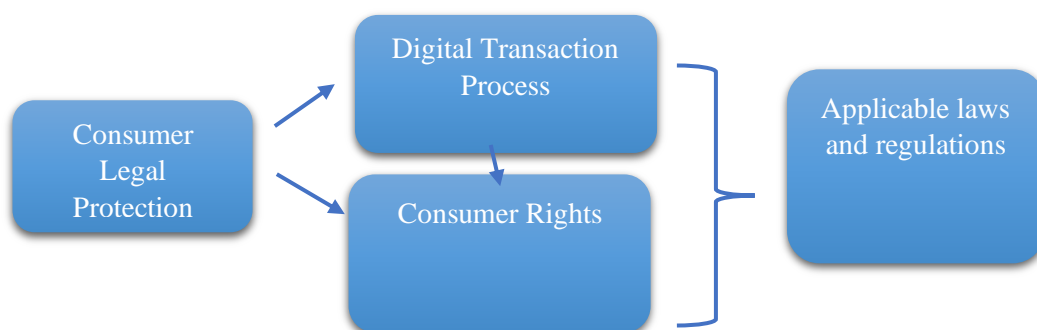 Digital Transaction
Process
Consumer
Legal
Protection
Consumer Rights
Applicable laws
and regulations